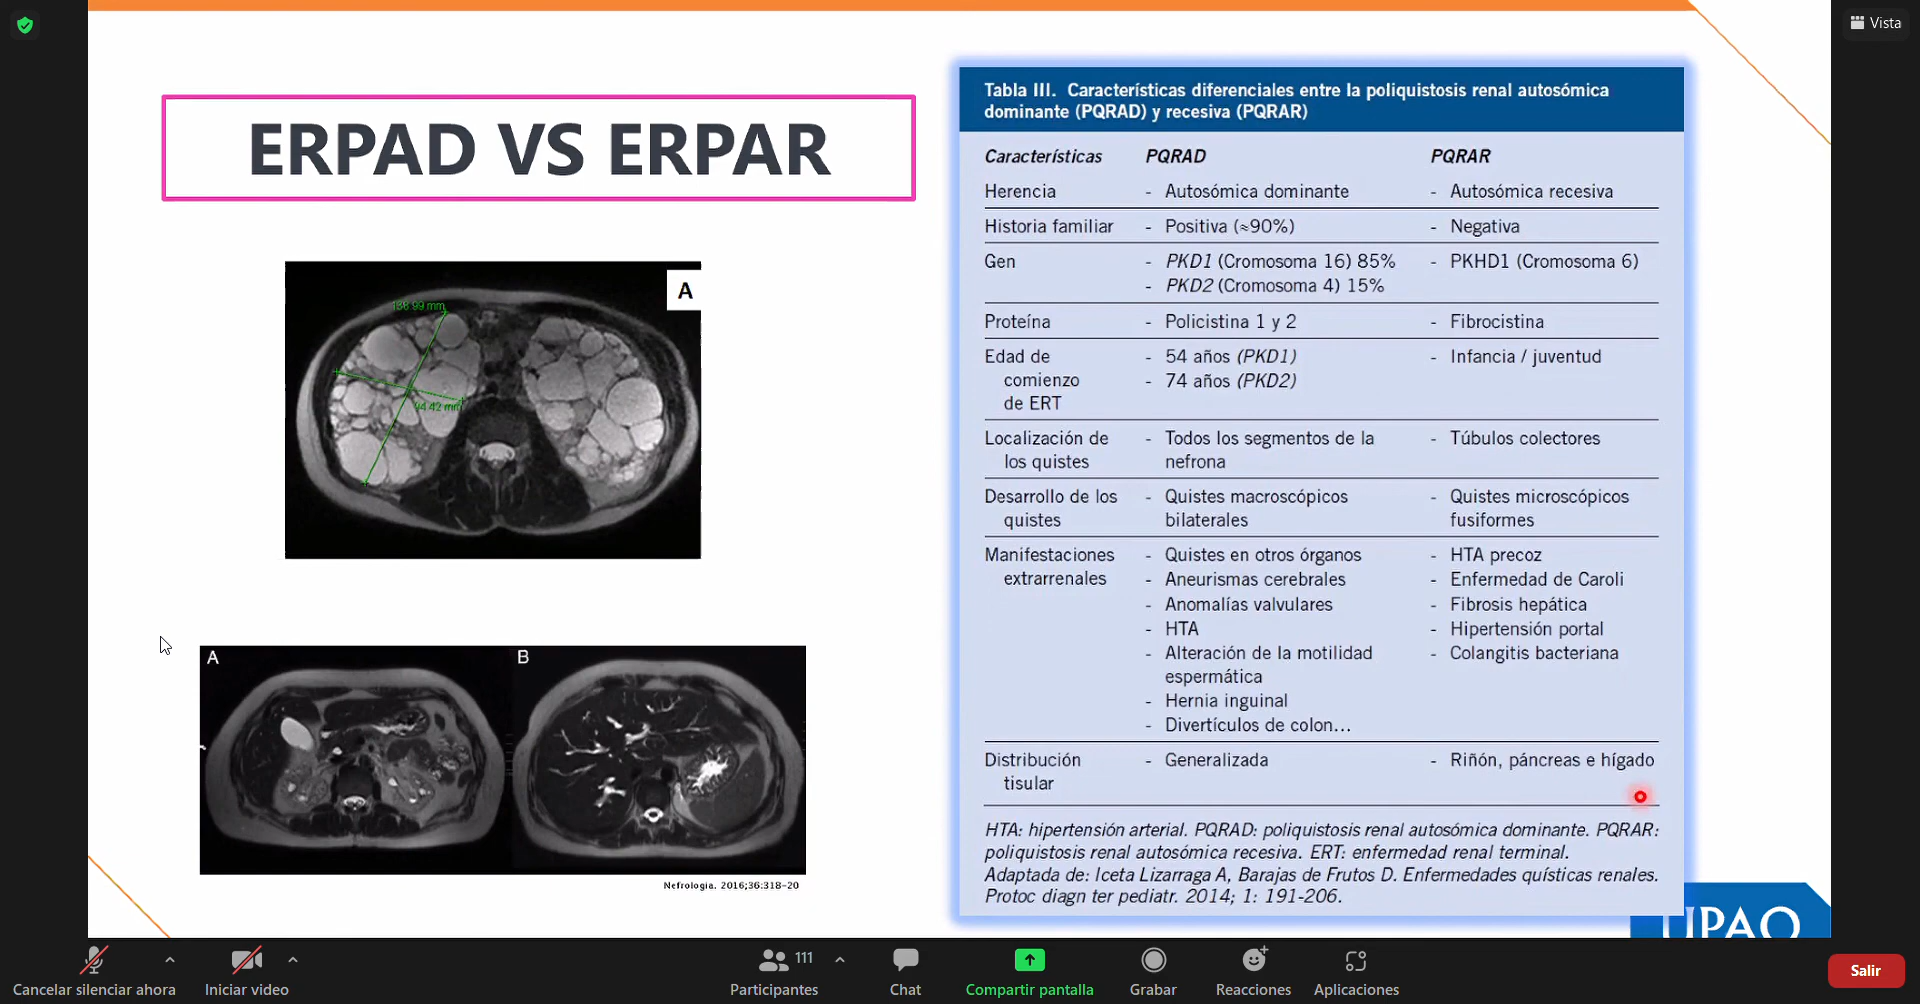 Vista
ERPAD VS ERPAR
A
138.99 mm
94.42 mm
A
B
Nefrologia. 2016;36:318-20
Tabla III. Características diferenciales entre la poliquistosis renal autosómica
dominante (PQRAD) y recesiva (PQRAR)
Características PQRAD PQRAR
Herencia - Autosómica dominante - Autosómica recesiva
Historia familiar - Positiva (≈90%) - Negativa
Gen - PKD1 (Cromosoma 16) 85% - PKHD1 (Cromosoma 6)
- PKD2 (Cromosoma 4) 15%
Proteína - Policistina 1 y 2 - Fibrocistina
Edad de - 54 años (PKD1) - Infancia / juventud
comienzo - 74 años (PKD2)
de ERT
Localización de - Todos los segmentos de la - Túbulos colectores
los quistes nefrona
Desarrollo de los - Quistes macroscópicos - Quistes microscópicos
quistes bilaterales fusiformes
Manifestaciones - Quistes en otros órganos - HTA precoz
extrarrenales - Aneurismas cerebrales - Enfermedad de Caroli
- Anomalías valvulares - Fibrosis hepática
- HTA - Hipertensión portal
- Alteración de la motilidad - Colangitis bacteriana
espermática
- Hernia inguinal
- Divertículos de colon...
Distribución - Generalizada - Riñón, páncreas e hígado
tisular
HTA: hipertensión arterial. PQRAD: poliquistosis renal autosómica dominante. PQRAR:
poliquistosis renal autosómica recesiva. ERT: enfermedad renal terminal.
Adaptada de: Iceta Lizarraga A, Barajas de Frutos D. Enfermedades quísticas renales.
Protoc diagn ter pediatr. 2014; 1: 191-206.
UPAO
Cancelar silenciar ahora
Iniciar video
111
Participantes
Chat
Compartir pantalla
Grabar
Reacciones
Aplicaciones
Salir